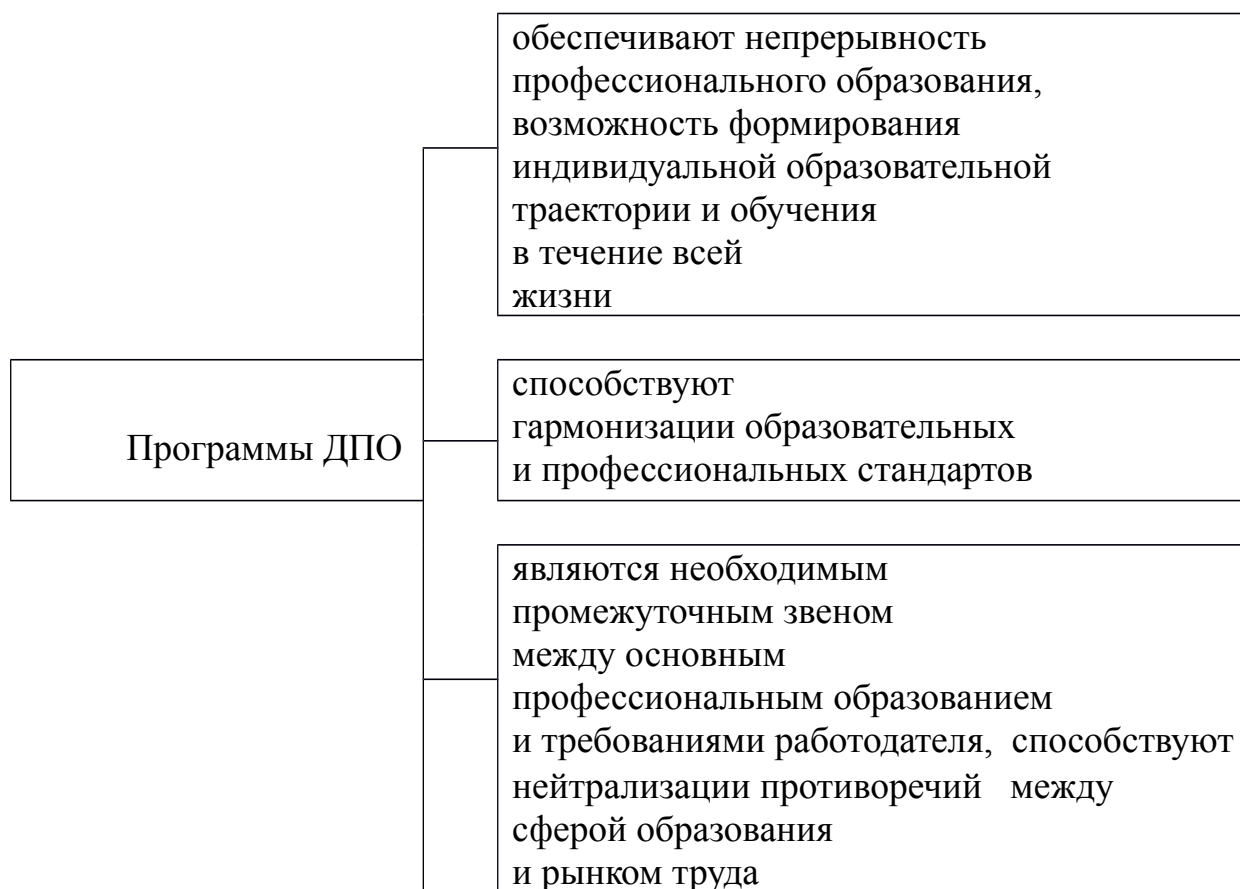 обеспечивают непрерывность
профессионального образования,
возможность формирования
индивидуальной образовательной
траектории и обучения
в течение всей
жизни
Программы ДПО
способствуют
гармонизации образовательных
и профессиональных стандартов
являются необходимым
промежуточным звеном
между основным
профессиональным образованием
и требованиями работодателя, способствуют
нейтрализации противоречий между
сферой образования
и рынком труда